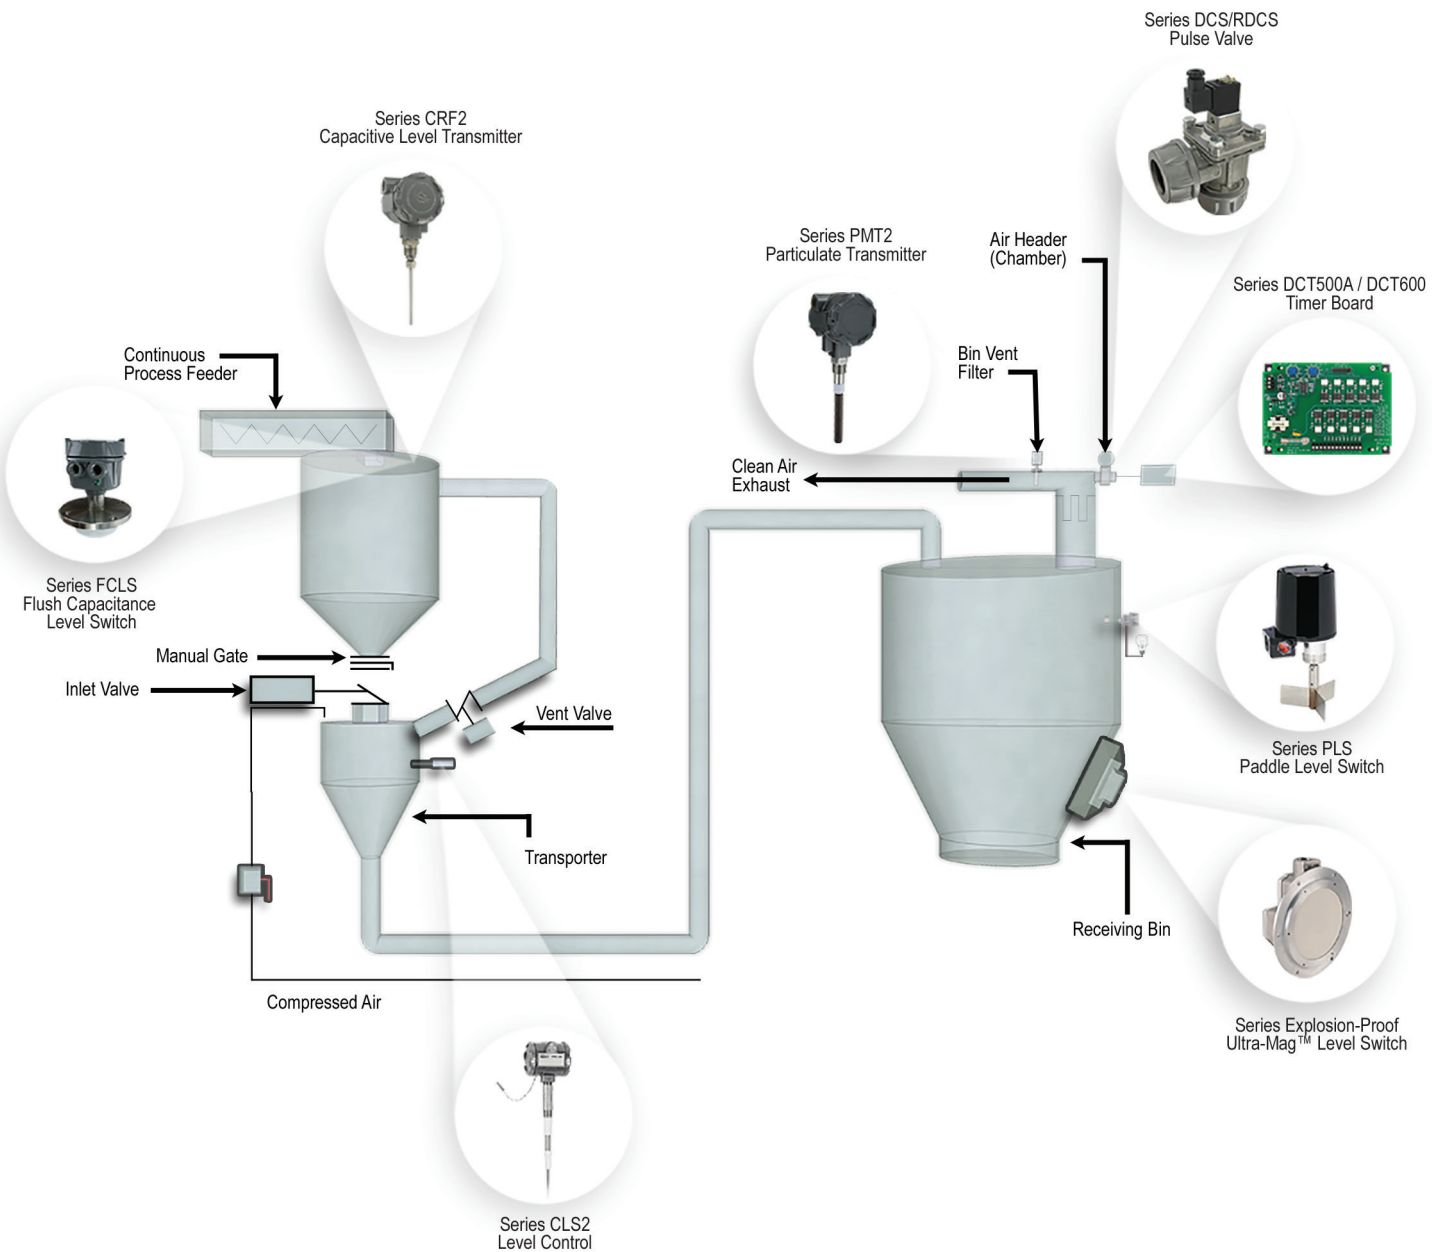 Series DCS/RDCS
Pulse Valve
Series CRF2
Capacitive Level Transmitter
Series PMT2
Particulate Transmitter
Air Header
(Chamber)
Series DCT500A / DCT600
Timer Board
Continuous
Process Feeder
Bin Vent
Filter
Clean Air
Exhaust
Series FCLS
Flush Capacitance
Level Switch
Manual Gate
Inlet Valve
Vent Valve
Series PLS
Paddle Level Switch
Transporter
Receiving Bin
Compressed Air
Series Explosion-Proof
Ultra-Mag™ Level Switch
Series CLS2
Level Control